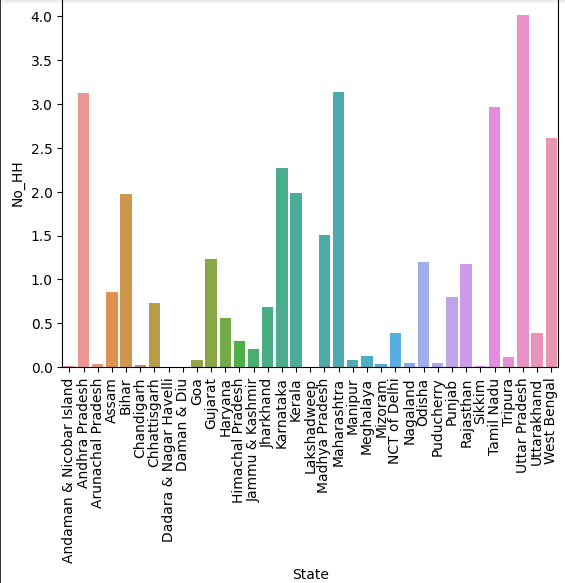 4.0
3.5
3.0
2.5
2.0
1.5
1.0
0.5
0.0
No_HH
Andaman & Nicobar Island
Andhra Pradesh
Arunachal Pradesh
Assam
Bihar
Chandigarh
Chhattisgarh
Dadara & Nagar Havelli
Daman & Diu
Goa
Gujarat
Haryana
Himachal Pradesh
Jammu & Kashmir
Jharkhand
Karnataka
Kerala
Lakshadweep
Madhya Pradesh
Maharashtra
Manipur
Meghalaya
Mizoram
NCT of Delhi
Nagaland
Odisha
Puducherry
Punjab
Rajasthan
Sikkim
Tamil Nadu
Tripura
Uttar Pradesh
Uttarakhand
West Bengal
State